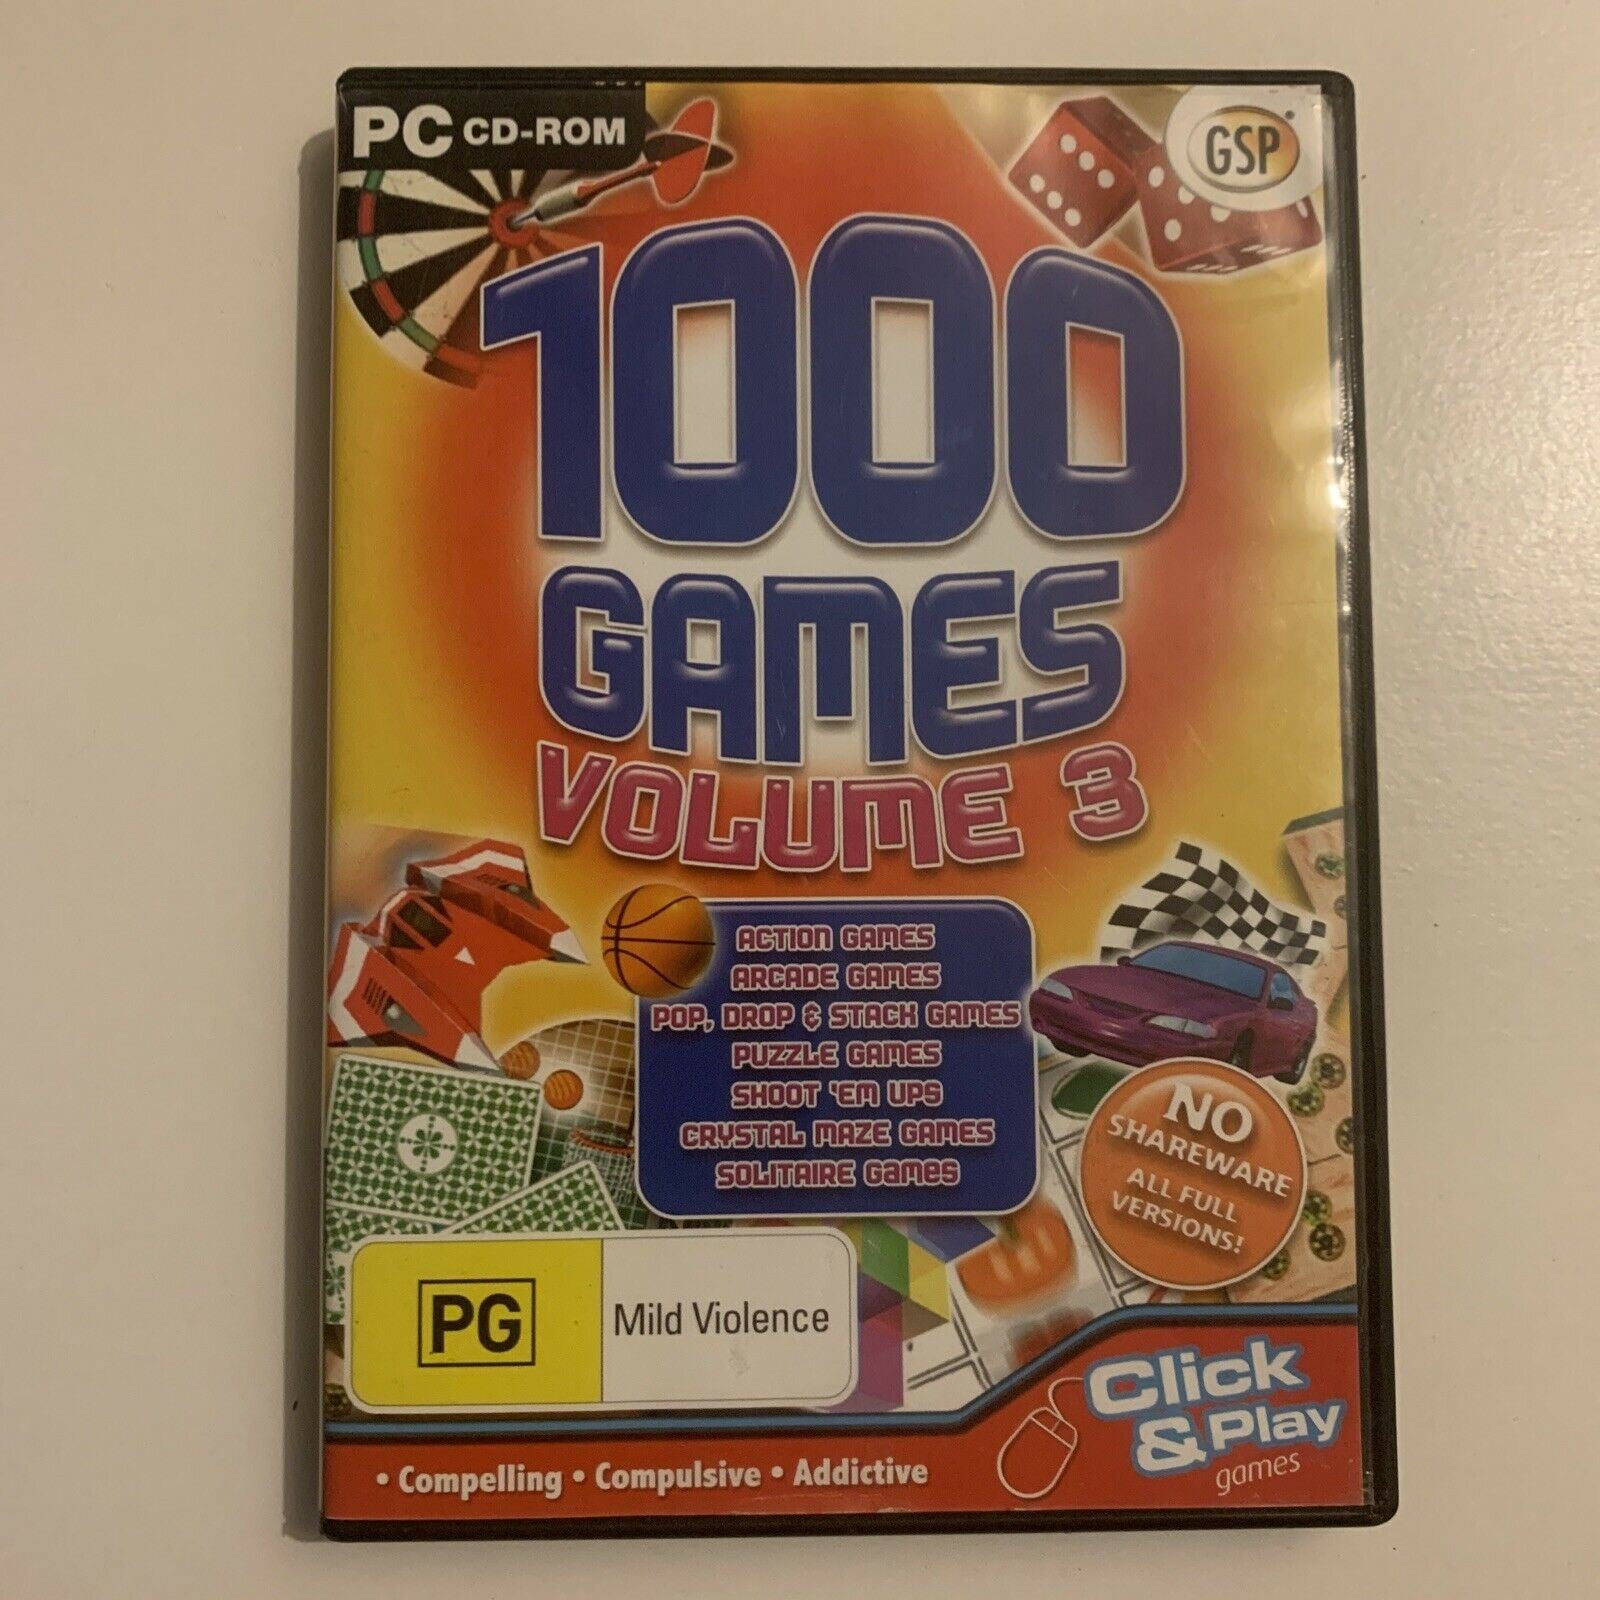 PC CD-ROM
GSP
1000
GAMES
VOLUME 3
ACTION GAMES
ARCADE GAMES
POP, DROP & STACK GAMES
PUZZLE GAMES
SHOOT 'EM UPS
CRYSTAL MAZE GAMES
SOLITAIRE GAMES
NO
SHAREWARE
ALL FULL
VERSIONS!
PG
Mild Violence
Click
& Play
games
• Compelling • Compulsive • Addictive